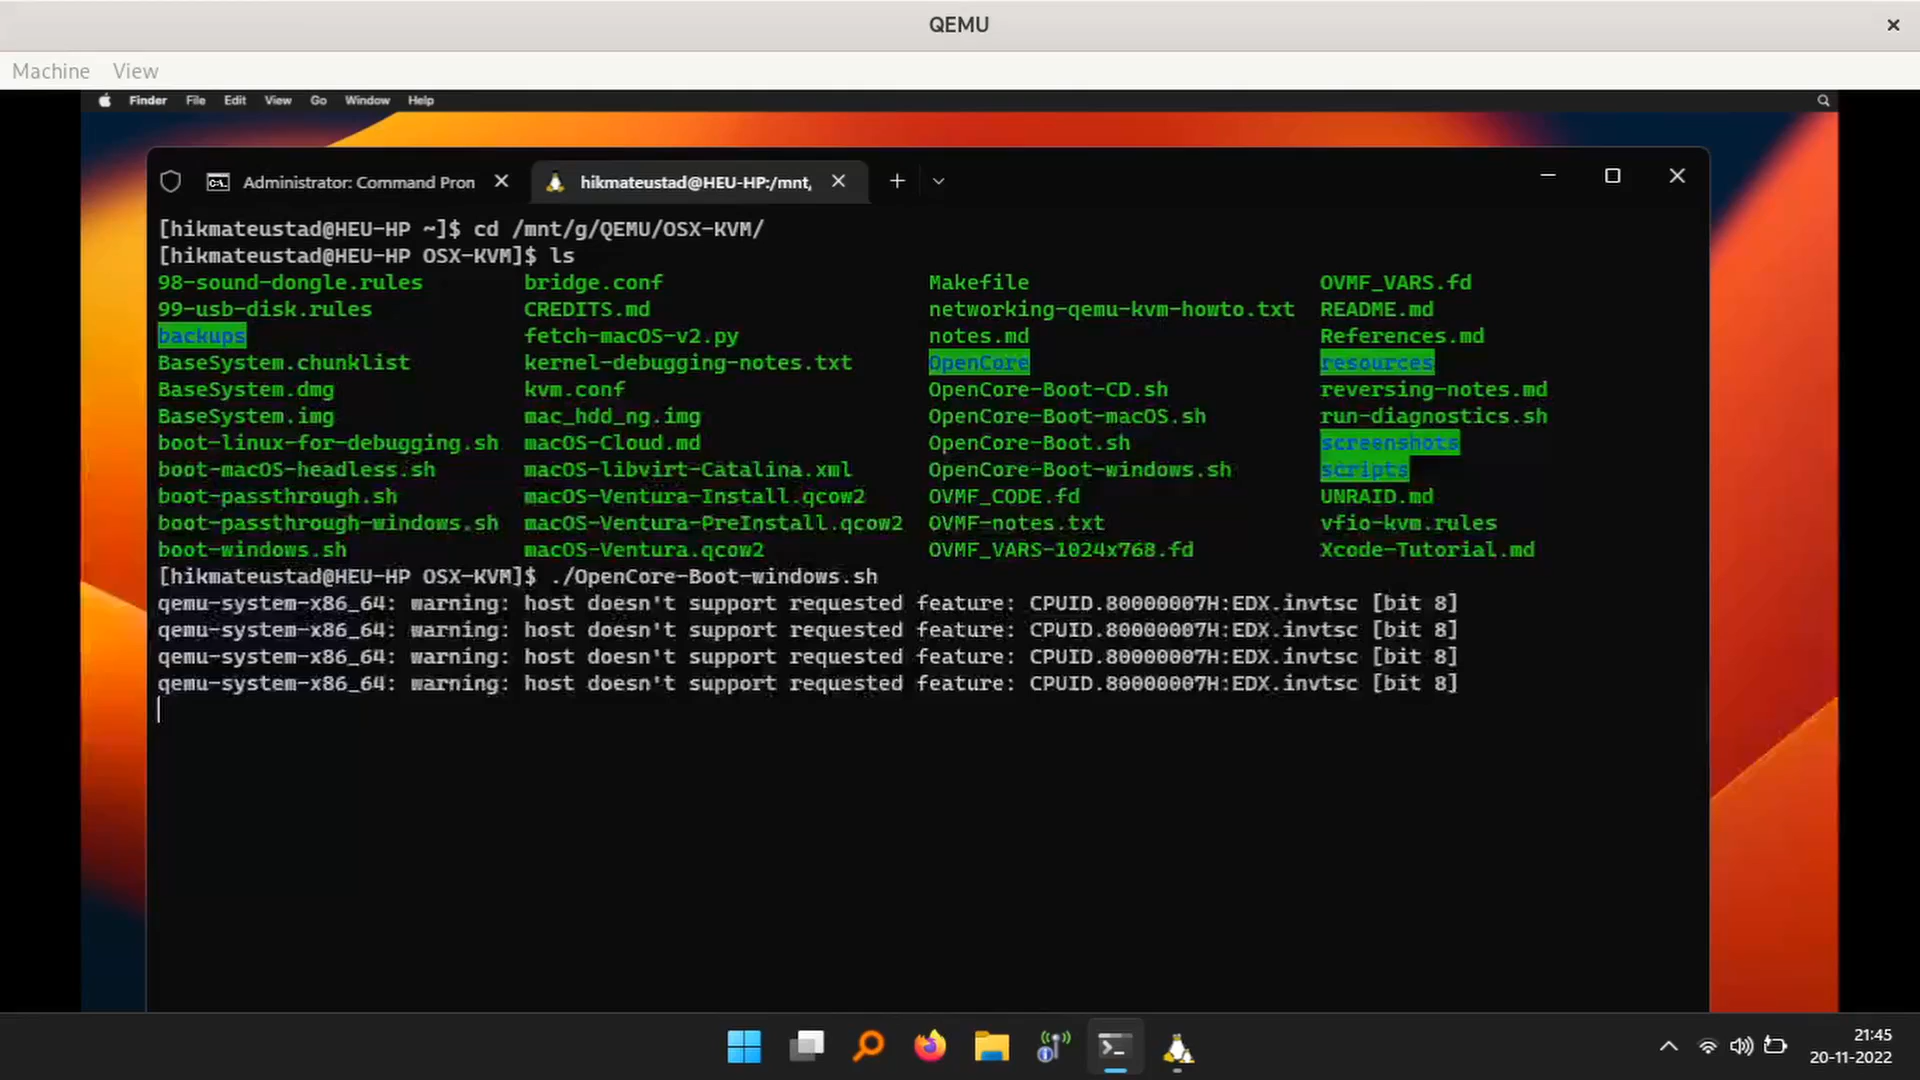 QEMU
Machine View
Finder File Edit View Go Window Help
Administrator: Command Pron hikmateustad@HEU-HP:/mnt,
[hikmateustad@HEU-HP ~]$ cd /mnt/g/QEMU/OSX-KVM/
[hikmateustad@HEU-HP OSX-KVM]$ ls
98-sound-dongle.rules bridge.conf Makefile OVMF_VARS.fd
99-usb-disk.rules CREDITS.md networking-qemu-kvm-howto.txt README.md
backups fetch-macOS-v2.py notes.md References.md
BaseSystem.chunklist kernel-debugging-notes.txt OpenCore resources
BaseSystem.dmg kvm.conf OpenCore-Boot-CD.sh reversing-notes.md
BaseSystem.img mac_hdd_ng.img OpenCore-Boot-macOS.sh run-diagnostics.sh
boot-linux-for-debugging.sh macOS-Cloud.md OpenCore-Boot.sh screenshots
boot-macOS-headless.sh macOS-libvirt-Catalina.xml OpenCore-Boot-windows.sh scripts
boot-passthrough.sh macOS-Ventura-Install.qcow2 OVMF_CODE.fd UNRAID.md
boot-passthrough-windows.sh macOS-Ventura-PreInstall.qcow2 OVMF-notes.txt vfio-kvm.rules
boot-windows.sh macOS-Ventura.qcow2 OVMF_VARS-1024x768.fd Xcode-Tutorial.md
[hikmateustad@HEU-HP OSX-KVM]$ ./OpenCore-Boot-windows.sh
qemu-system-x86_64: warning: host doesn't support requested feature: CPUID.80000007H:EDX.invtsc [bit 8]
qemu-system-x86_64: warning: host doesn't support requested feature: CPUID.80000007H:EDX.invtsc [bit 8]
qemu-system-x86_64: warning: host doesn't support requested feature: CPUID.80000007H:EDX.invtsc [bit 8]
qemu-system-x86_64: warning: host doesn't support requested feature: CPUID.80000007H:EDX.invtsc [bit 8]
21:45
20-11-2022